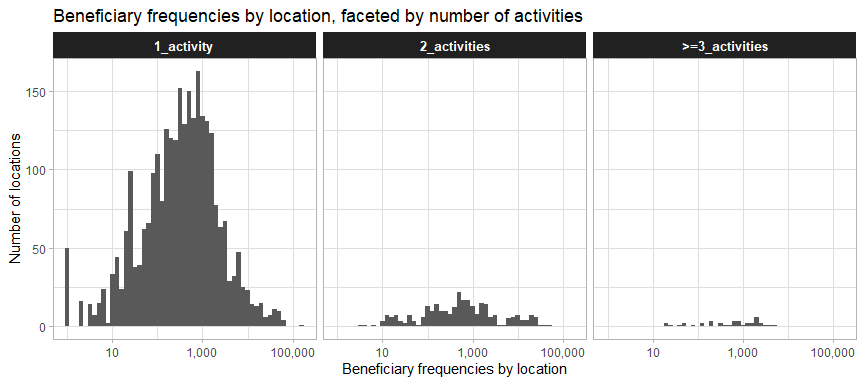 Beneficiary frequencies by location, faceted by number of activities
1_activity
2_activities
>=3_activities
Number of locations
150
100
50
0
10
1,000
100,000
10
1,000
100,000
10
1,000
100,000
Beneficiary frequencies by location